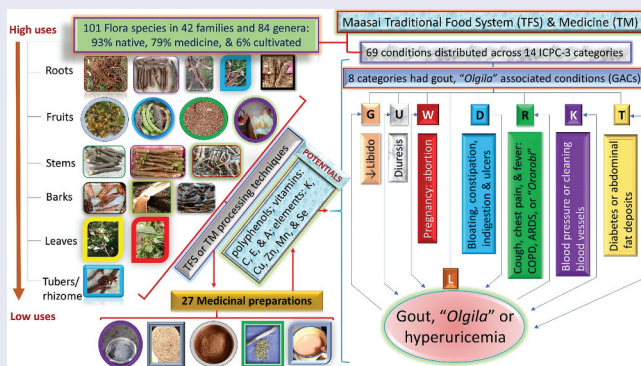 101 Flora species in 42 families and 84 genera:
93% native, 79% medicine, & 6% cultivated
Maasai Traditional Food System (TFS) & Medicine (TM)
69 conditions distributed across 14 ICPC-3 categories
8 categories had gout, "Olgila" associated conditions (GACs)
High uses
Roots
Fruits
Stems
Barks
Leaves
Tubers/
rhizome
Low uses
TFS or TM processing techniques
POTENTIALS
polyphenols; vitamins:
C, E, & A; elements: K,
Cu, Zn, Mn, & Se
27 Medicinal preparations
G
U
W
D
R
K
T
↓Libido
Diuresis
Pregnancy: abortion
Bloating, constipation,
indigestion & ulcers
Cough, chest pain, & fever:
COPD, ARDS, or "Ororobi"
Blood pressure or cleaning
blood vessels
Diabetes or abdominal
fat deposits
L
Gout, "Olgila" or
hyperuricemia